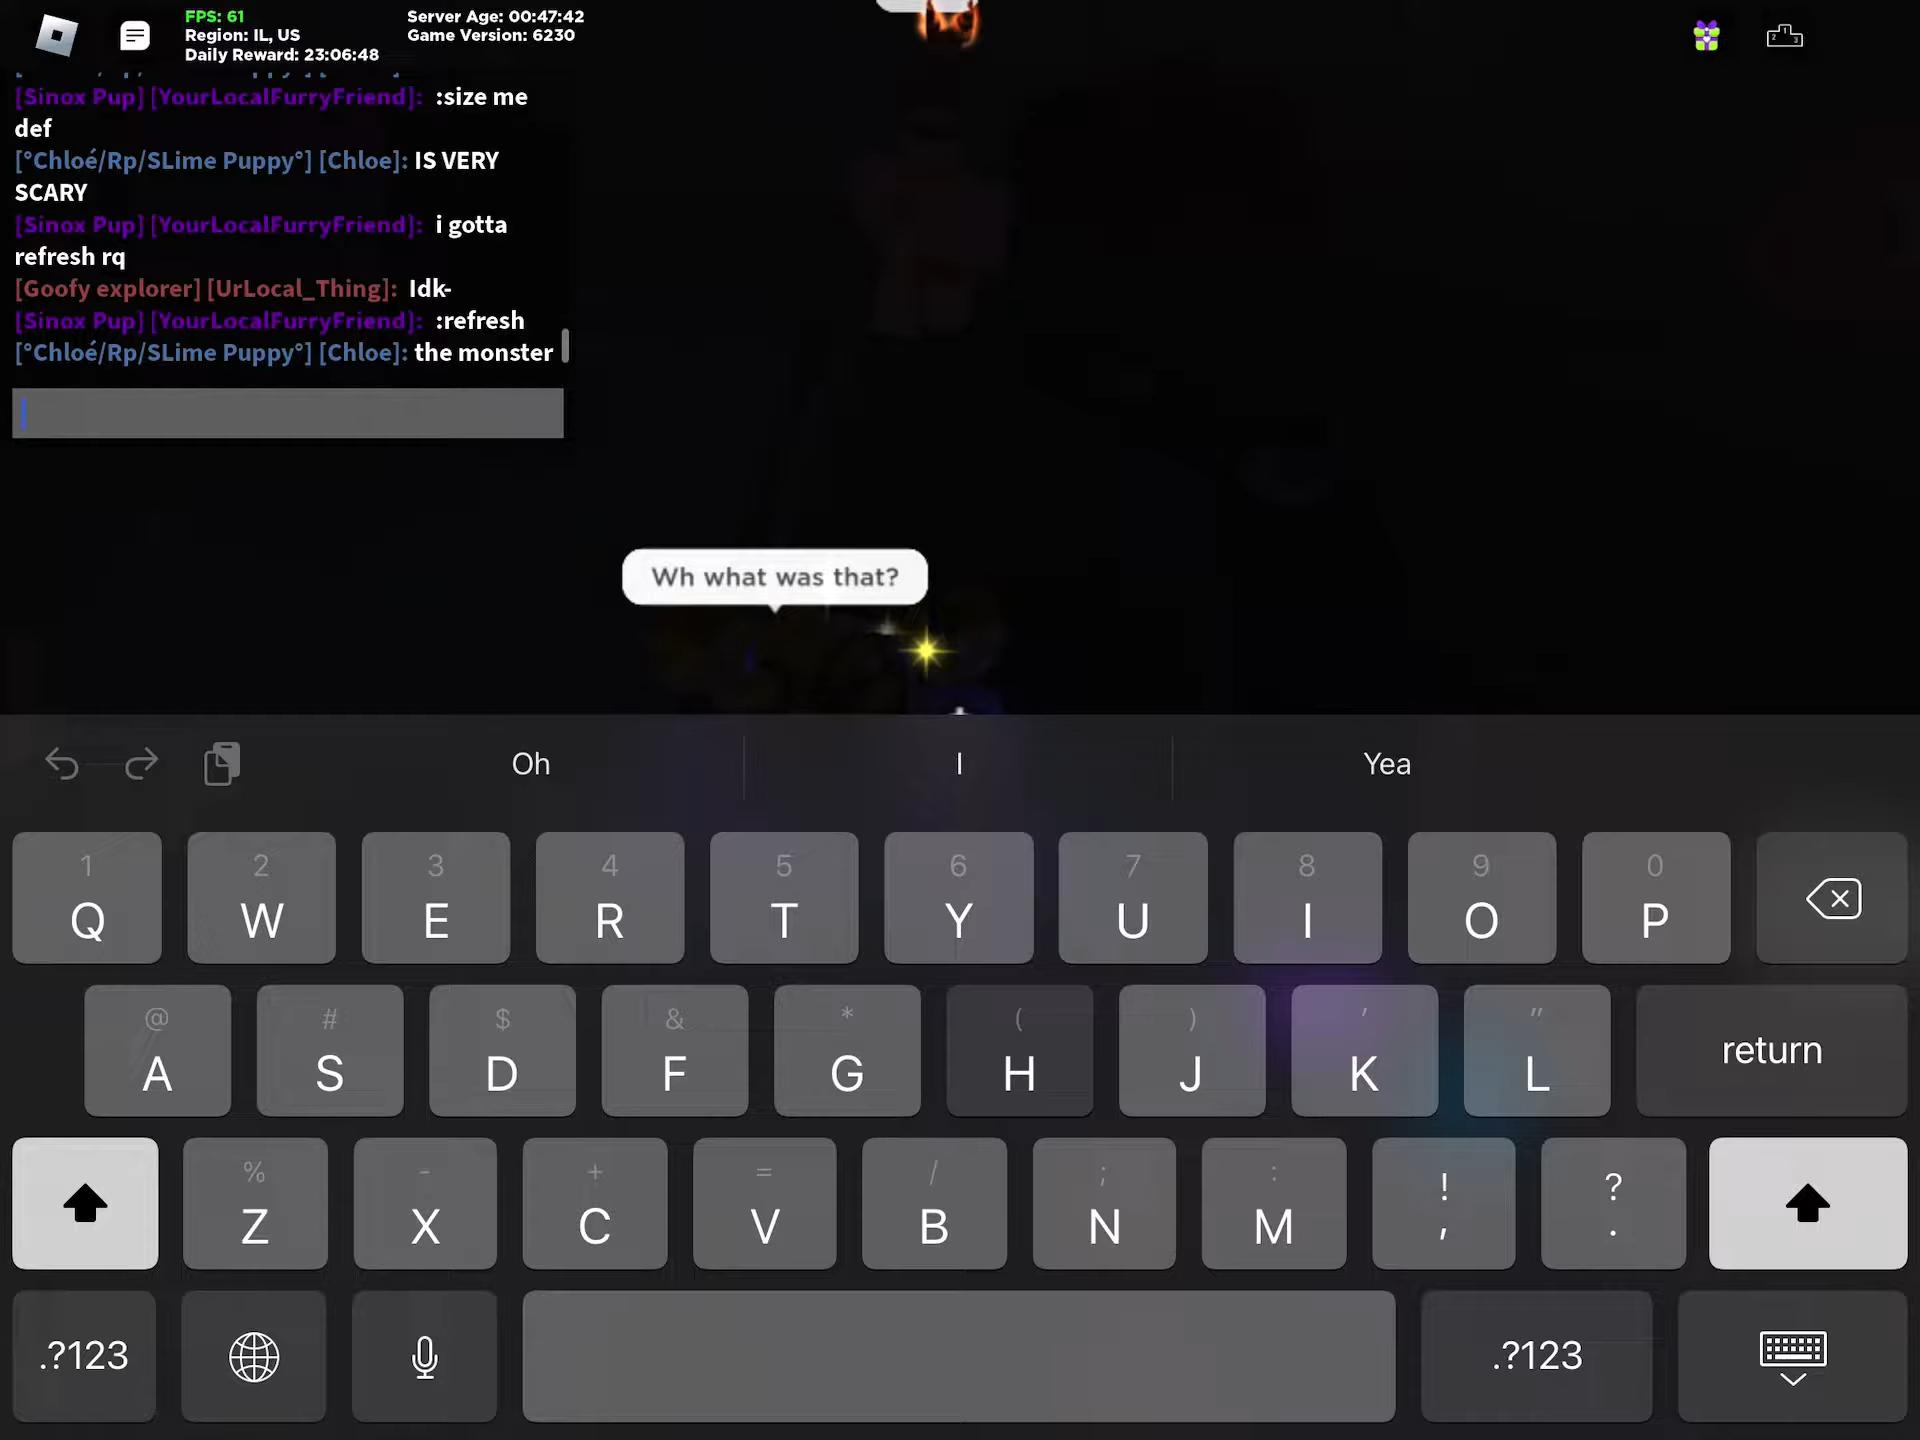 FPS: 61
Region: IL, US
Daily Reward: 23:06:48
Server Age: 00:47:42
Game Version: 6230
[Sinox Pup] [YourLocalFurryFriend]: :size me
def
[°Chloé/Rp/SLime Puppy°] [Chloe]: IS VERY
SCARY
[Sinox Pup] [YourLocalFurryFriend]: i gotta
refresh rq
[Goofy explorer] [UrLocal_Thing]: Idk-
[Sinox Pup] [YourLocalFurryFriend]: :refresh
[°Chloé/Rp/SLime Puppy°] [Chloe]: the monster
Wh what was that?
Oh I Yea
1 2 3 4 5 6 7 8 9 0
Q W E R T Y U I O P
@ # $ & * ( ) ' "
A S D F G H J K L return
% - + = / ; : ! ?
Z X C V B N M , .
.?123 .?123